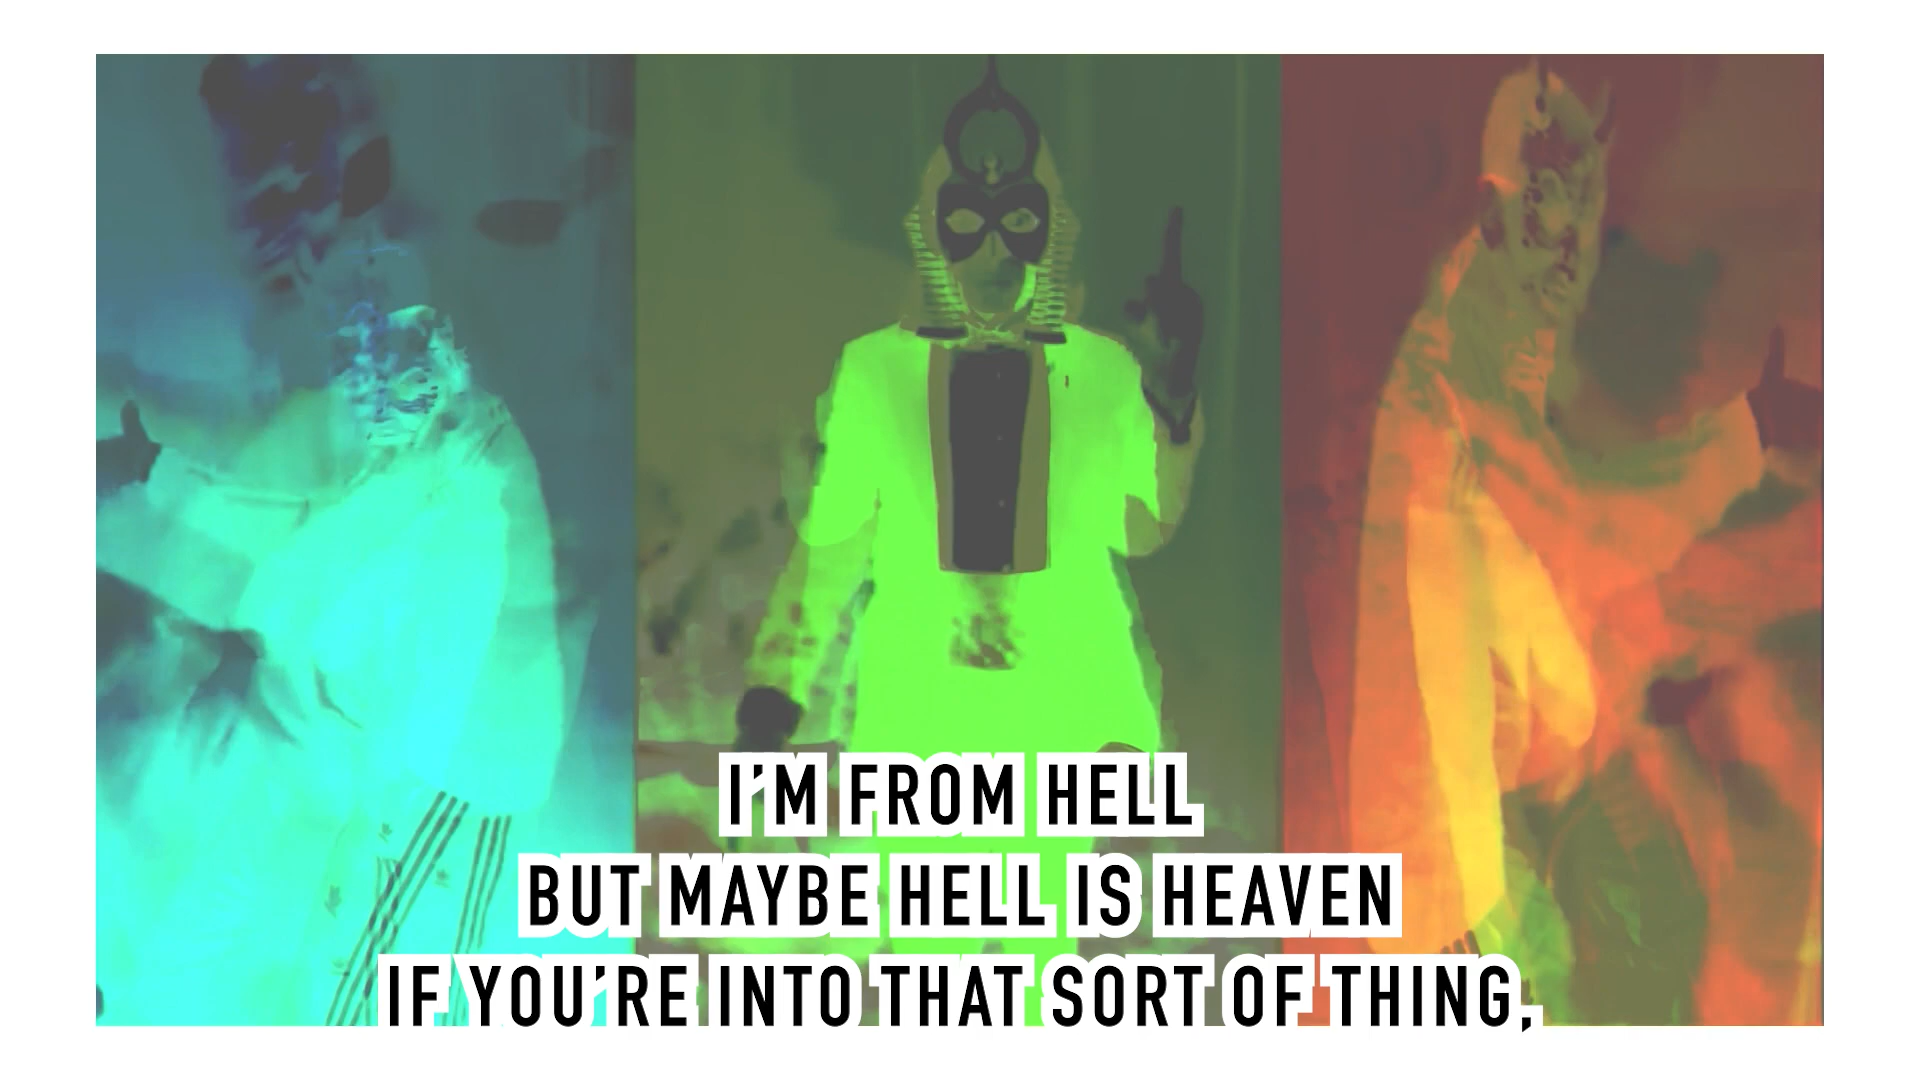 I'M FROM HELL
BUT MAYBE HELL IS HEAVEN
IF YOU'RE INTO THAT SORT OF THING,